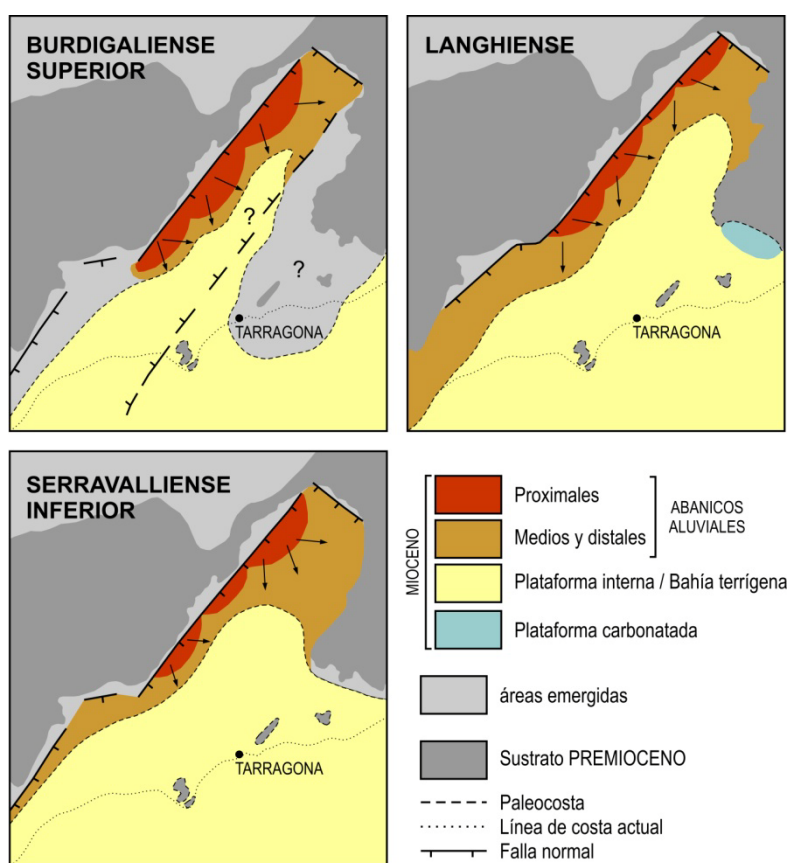 BURDIGALIENSE
SUPERIOR
?
?
TARRAGONA
LANGHIENSE
TARRAGONA
SERRAVALLIENSE
INFERIOR
TARRAGONA
MIOCENO
Proximales
Medios y distales
ABANICOS
ALUVIALES
Plataforma interna / Bahía terrígena
Plataforma carbonatada
áreas emergidas
Sustrato PREMIOCENO
Paleocosta
Línea de costa actual
Falla normal